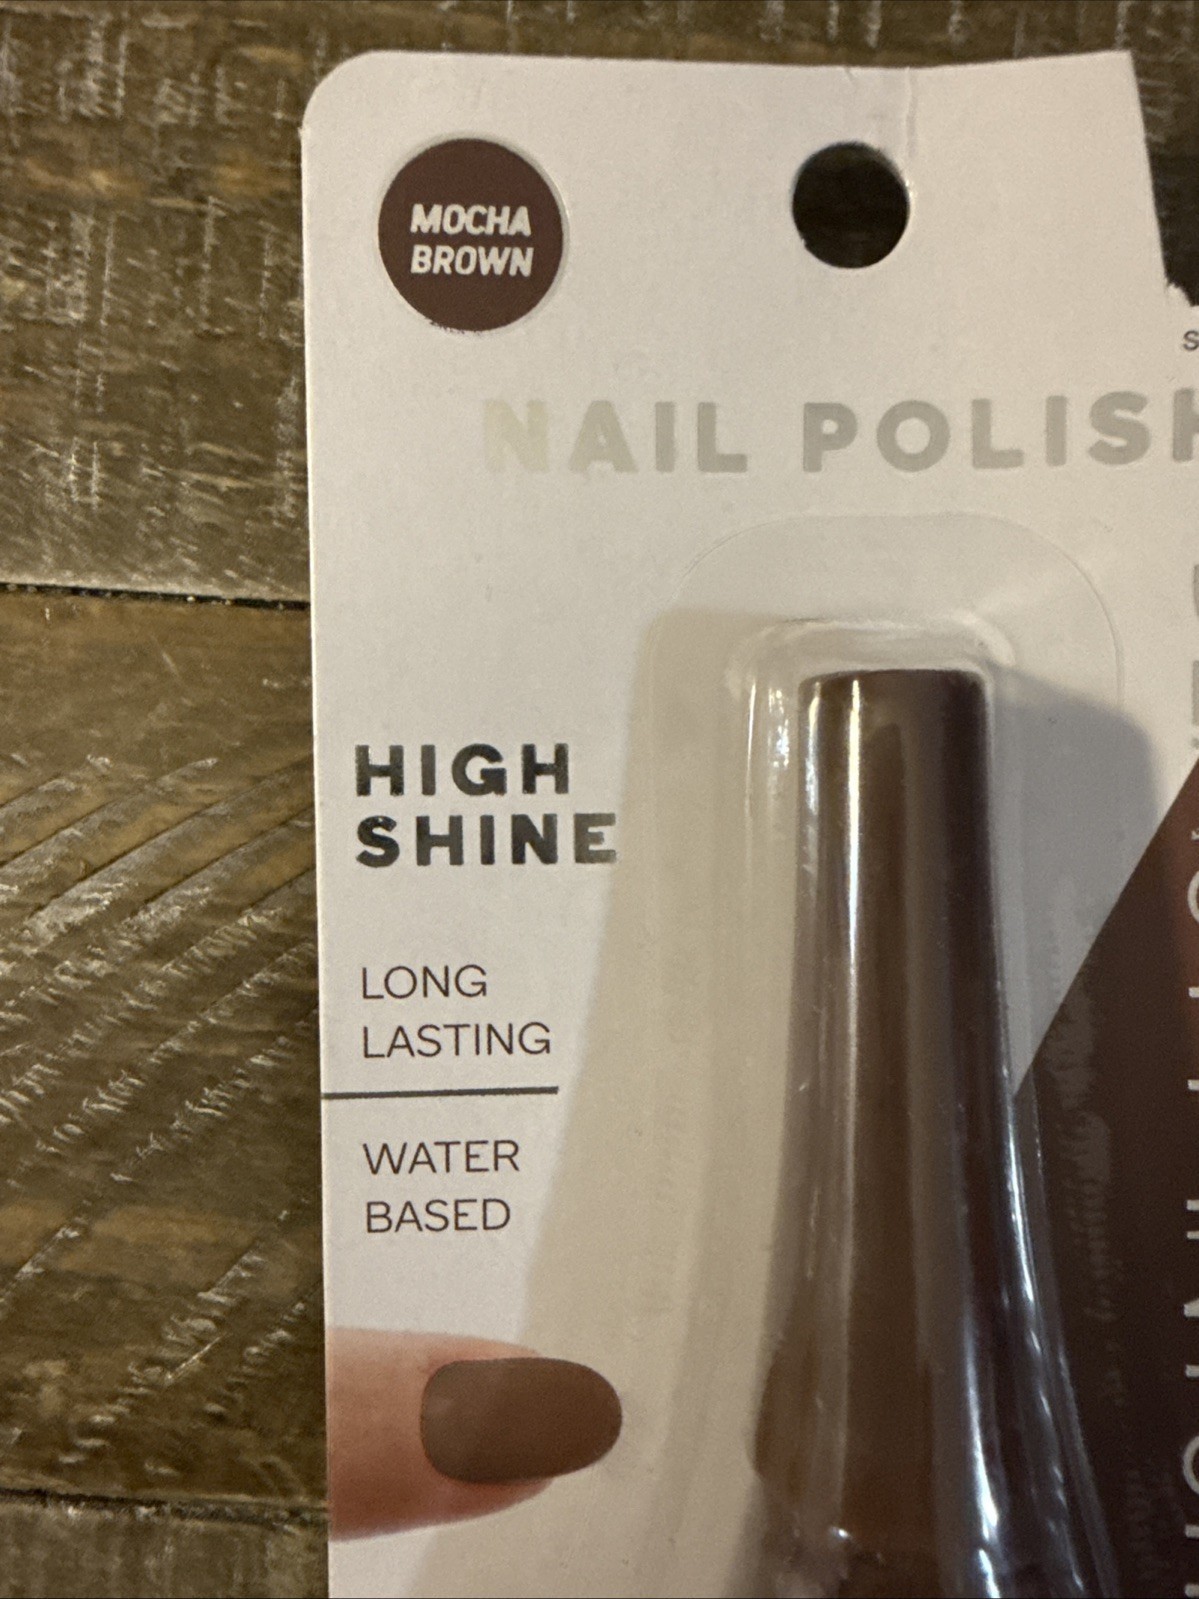 MOCHA
BROWN
NAIL POLISH
HIGH
SHINE
LONG
LASTING
WATER
BASED